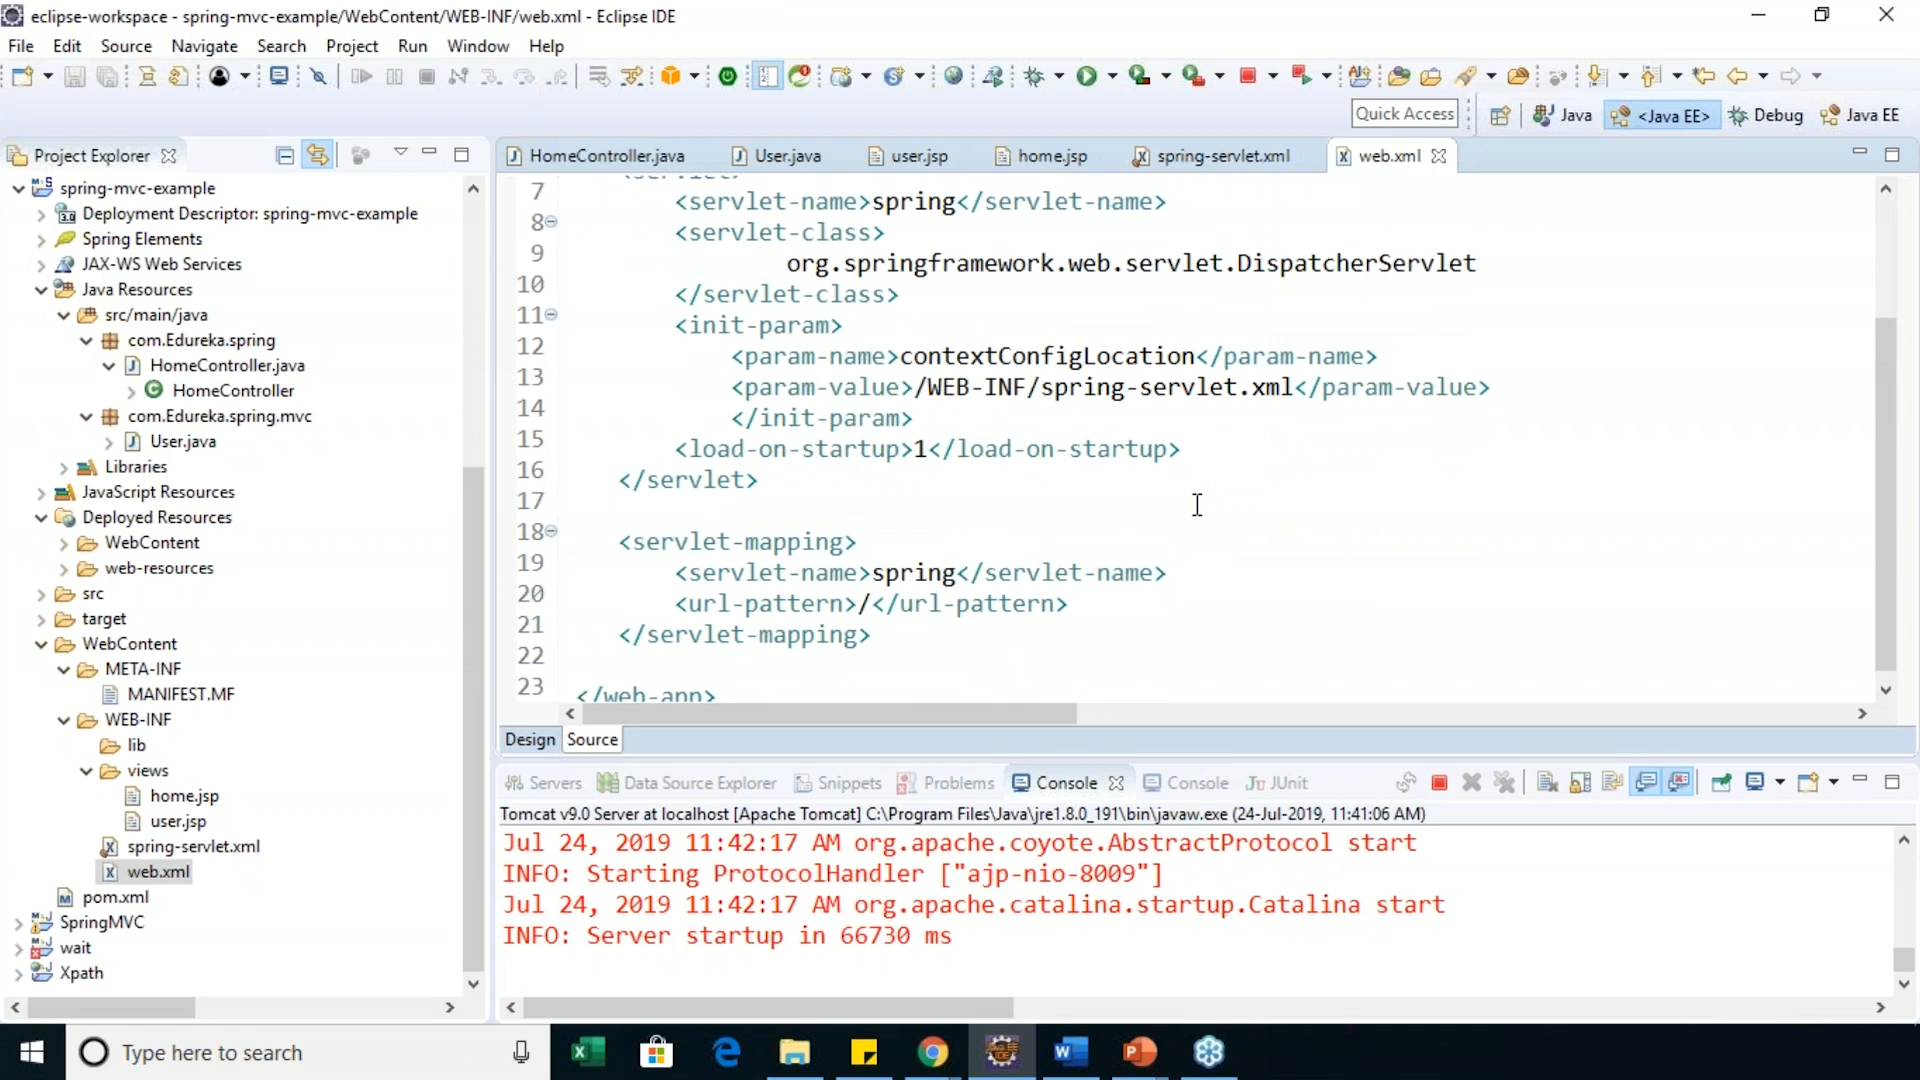 eclipse-workspace - spring-mvc-example/WebContent/WEB-INF/web.xml - Eclipse IDE
File Edit Source Navigate Search Project Run Window Help
Quick Access Java <Java EE> Debug Java EE
Project Explorer
spring-mvc-example
Deployment Descriptor: spring-mvc-example
Spring Elements
JAX-WS Web Services
Java Resources
src/main/java
com.Edureka.spring
HomeController.java
HomeController
com.Edureka.spring.mvc
User.java
Libraries
JavaScript Resources
Deployed Resources
WebContent
web-resources
src
target
WebContent
META-INF
MANIFEST.MF
WEB-INF
lib
views
home.jsp
user.jsp
spring-servlet.xml
web.xml
pom.xml
SpringMVC
wait
Xpath
HomeController.java User.java user.jsp home.jsp spring-servlet.xml web.xml
7 <servlet-name>spring</servlet-name>
8 <servlet-class>
9 org.springframework.web.servlet.DispatcherServlet
10 </servlet-class>
11 <init-param>
12 <param-name>contextConfigLocation</param-name>
13 <param-value>/WEB-INF/spring-servlet.xml</param-value>
14 </init-param>
15 <load-on-startup>1</load-on-startup>
16 </servlet>
17
18 <servlet-mapping>
19 <servlet-name>spring</servlet-name>
20 <url-pattern>/</url-pattern>
21 </servlet-mapping>
22
23 </web-app>
Design Source
Servers Data Source Explorer Snippets Problems Console Console JUnit
Tomcat v9.0 Server at localhost [Apache Tomcat] C:\Program Files\Java\jre1.8.0_191\bin\javaw.exe (24-Jul-2019, 11:41:06 AM)
Jul 24, 2019 11:42:17 AM org.apache.coyote.AbstractProtocol start
INFO: Starting ProtocolHandler ["ajp-nio-8009"]
Jul 24, 2019 11:42:17 AM org.apache.catalina.startup.Catalina start
INFO: Server startup in 66730 ms
Type here to search